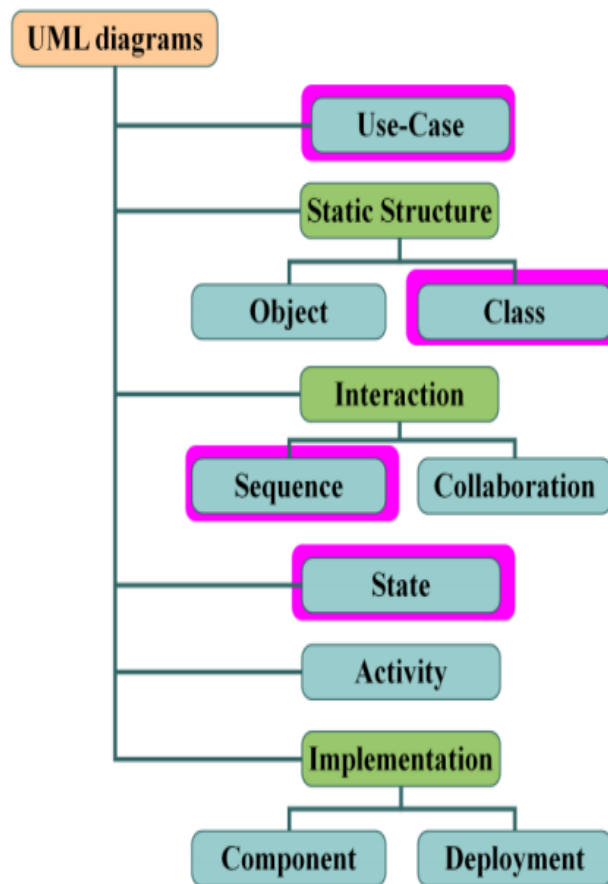 UML diagrams
Use-Case
Static Structure
Object
Class
Interaction
Sequence
Collaboration
State
Activity
Implementation
Component
Deployment